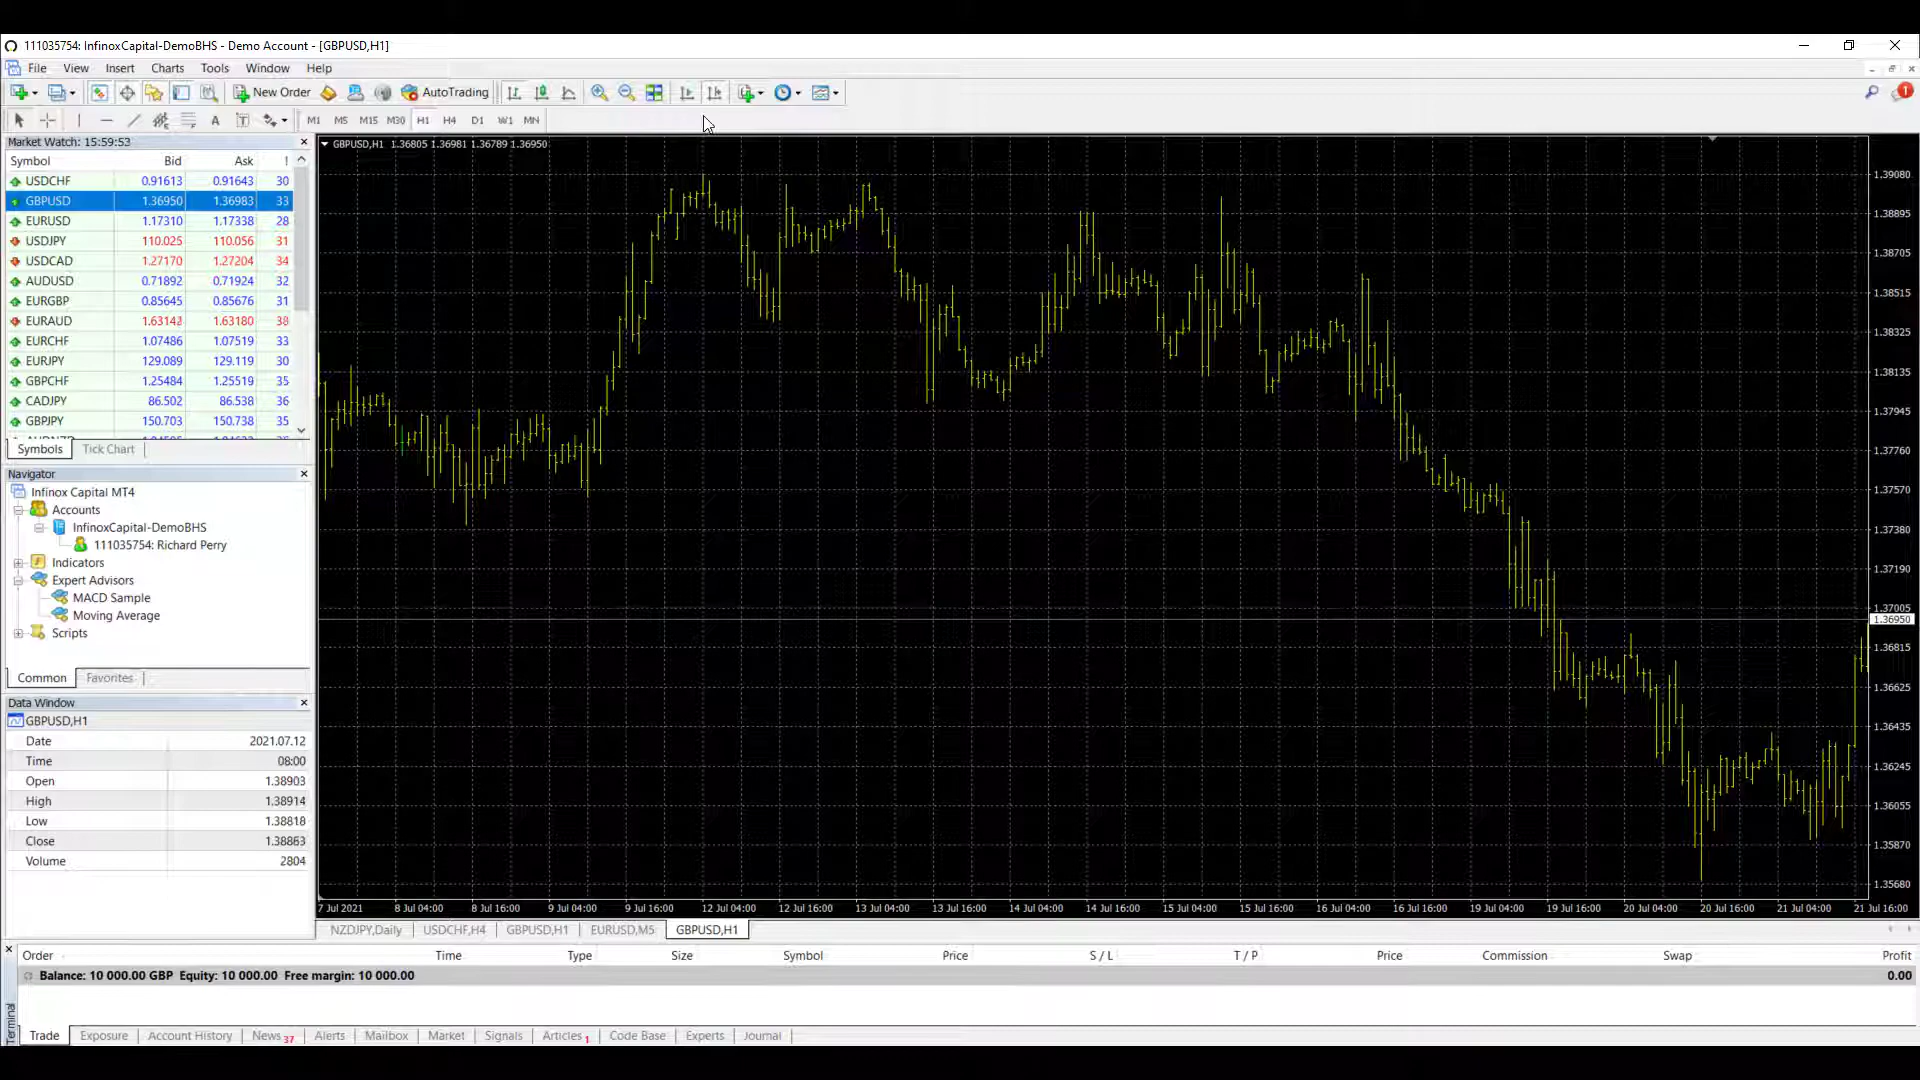 111035754: InfinoxCapital-DemoBHS - Demo Account - [GBPUSD,H1]
File View Insert Charts Tools Window Help
New Order AutoTrading 1
A T M1 M5 M15 M30 H1 H4 D1 W1 MN
Market Watch: 15:59:53
Symbol Bid Ask !
USDCHF 0.91613 0.91643 30
GBPUSD 1.36950 1.36983 33
EURUSD 1.17310 1.17338 28
USDJPY 110.025 110.056 31
USDCAD 1.27170 1.27204 34
AUDUSD 0.71892 0.71924 32
EURGBP 0.85645 0.85676 31
EURAUD 1.63142 1.63180 38
EURCHF 1.07486 1.07519 33
EURJPY 129.089 129.119 30
GBPCHF 1.25484 1.25519 35
CADJPY 86.502 86.538 36
GBPJPY 150.703 150.738 35
Symbols Tick Chart
Navigator
Infinox Capital MT4
Accounts
InfinoxCapital-DemoBHS
111035754: Richard Perry
Indicators
Expert Advisors
MACD Sample
Moving Average
Scripts
Common Favorites
Data Window
GBPUSD,H1
Date 2021.07.12
Time 08:00
Open 1.38903
High 1.38914
Low 1.38818
Close 1.38883
Volume 2804
GBPUSD,H1 1.36805 1.36981 1.36789 1.36950
1.39080
1.38895
1.38705
1.38515
1.38325
1.38135
1.37945
1.37760
1.37570
1.37380
1.37190
1.37005
1.36950
1.36815
1.36625
1.36435
1.36245
1.36055
1.35870
1.35680
7 Jul 2021 8 Jul 04:00 8 Jul 16:00 9 Jul 04:00 9 Jul 16:00 12 Jul 04:00 12 Jul 16:00 13 Jul 04:00 13 Jul 16:00 14 Jul 04:00 14 Jul 16:00 15 Jul 04:00 15 Jul 16:00 16 Jul 04:00 16 Jul 16:00 19 Jul 04:00 19 Jul 16:00 20 Jul 04:00 20 Jul 16:00 21 Jul 04:00 21 Jul 16:00
NZDJPY,Daily USDCHF,H4 GBPUSD,H1 EURUSD,M5 GBPUSD,H1
Order Time Type Size Symbol Price S / L T / P Price Commission Swap Profit
Balance: 10 000.00 GBP Equity: 10 000.00 Free margin: 10 000.00 0.00
Terminal
Trade Exposure Account History News 37 Alerts Mailbox Market Signals Articles 1 Code Base Experts Journal